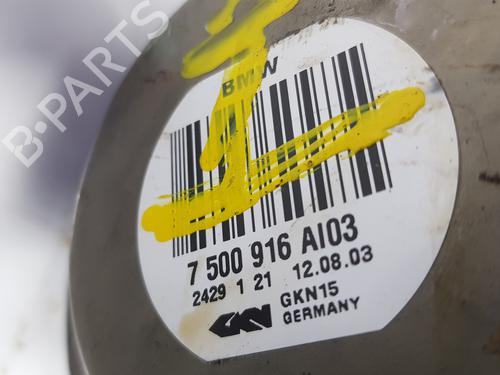 B-PARTS
BMW
7 500 916 AI03
2429 1 21 12.08.03
GKN GKN15
GERMANY